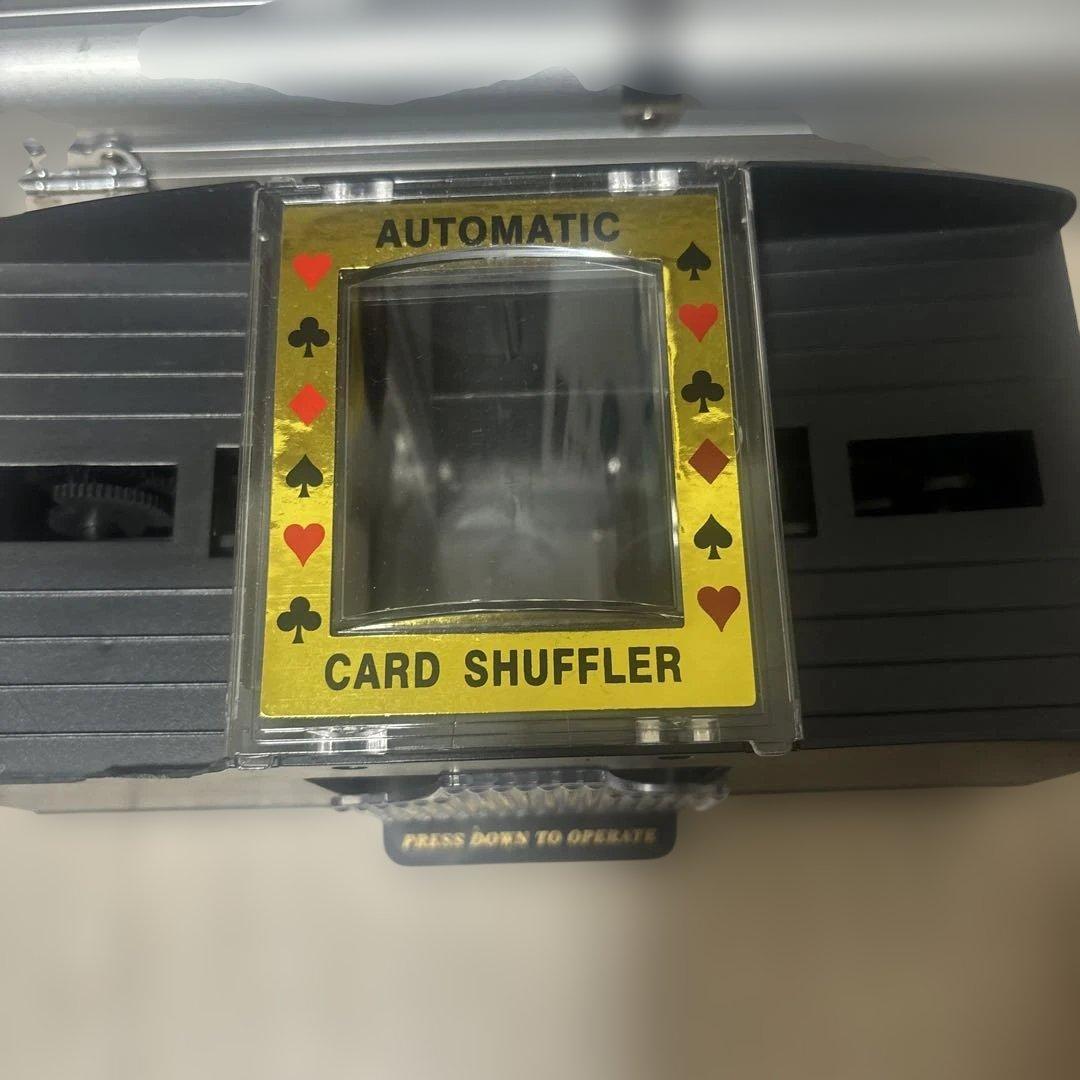 AUTOMATIC
CARD SHUFFLER
PRESS DOWN TO OPERATE